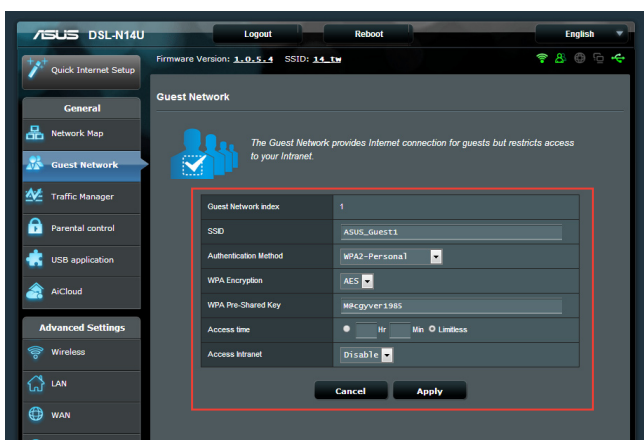 ASUS DSL-N14U
Logout
Reboot
English
Quick Internet Setup
Firmware Version: 1.0.5.4 SSID: 14_tw
General
Network Map
Guest Network
Traffic Manager
Parental control
USB application
AiCloud
Advanced Settings
Wireless
LAN
WAN
Guest Network
The Guest Network provides Internet connection for guests but restricts access
to your Intranet.
Guest Network index 1
SSID ASUS_Guest1
Authentication Method WPA2-Personal
WPA Encryption AES
WPA Pre-Shared Key M@cgyver1985
Access time Hr Min Limitless
Access Intranet Disable
Cancel Apply